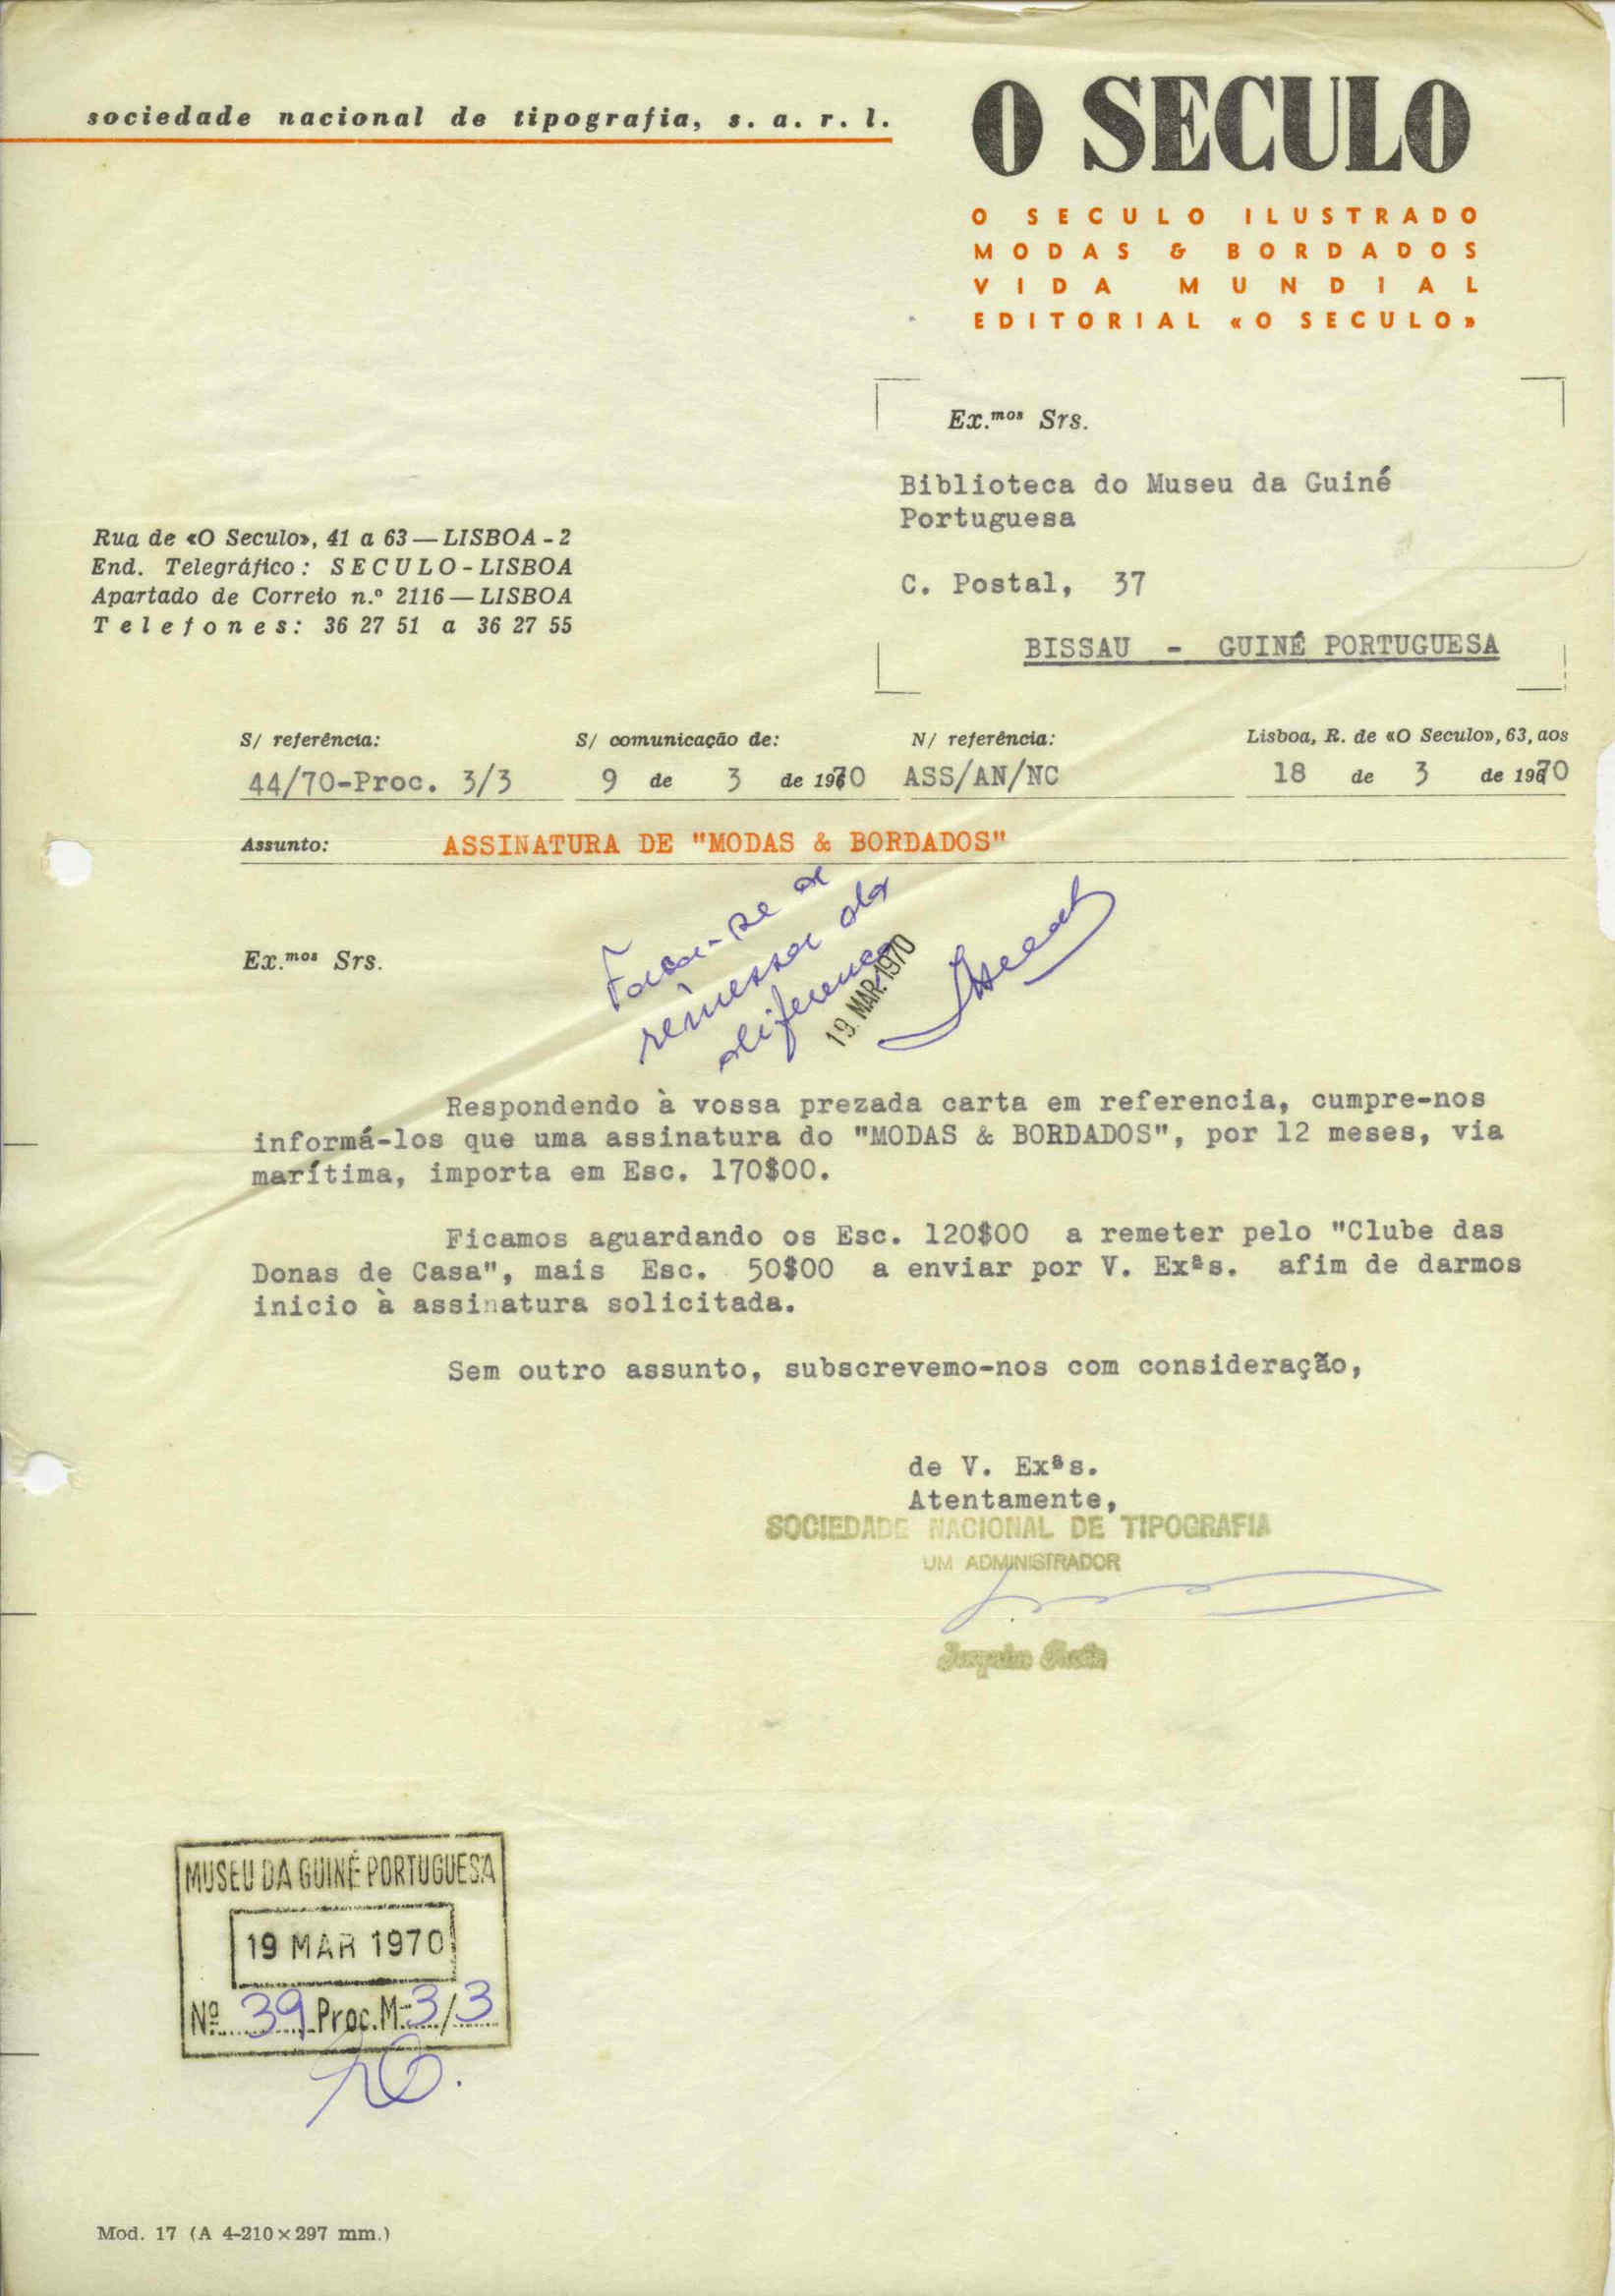 sociedade nacional de tipografia, s. a. r. l.
O SECULO
O SECULO ILUSTRADO
MODAS & BORDADOS
VIDA MUNDIAL
EDITORIAL «O SECULO»
Ex.mos Srs.
Biblioteca do Museu da Guiné
Portuguesa
C. Postal, 37
BISSAU - GUINÉ PORTUGUESA
Rua de «O Seculo», 41 a 63 — LISBOA - 2
End. Telegráfico: SECULO - LISBOA
Apartado de Correio n.º 2116 — LISBOA
Telefones: 36 27 51 a 36 27 55
S/ referência: S/ comunicação de: N/ referência: Lisboa, R. de «O Seculo», 63, aos
44/70-Proc. 3/3 9 de 3 de 1970 ASS/AN/NC 18 de 3 de 1970
Assunto: ASSINATURA DE "MODAS & BORDADOS"
Faça-se a
remessa da
diferença
19. MAR. 1970
Ex.mos Srs.
Respondendo à vossa prezada carta em referencia, cumpre-nos
informá-los que uma assinatura do "MODAS & BORDADOS", por 12 meses, via
marítima, importa em Esc. 170$00.
Ficamos aguardando os Esc. 120$00 a remeter pelo "Clube das
Donas de Casa", mais Esc. 50$00 a enviar por V. Exªs. afim de darmos
inicio à assinatura solicitada.
Sem outro assunto, subscrevemo-nos com consideração,
de V. Exªs.
Atentamente,
SOCIEDADE NACIONAL DE TIPOGRAFIA
UM ADMINISTRADOR
MUSEU DA GUINÉ PORTUGUESA
19 MAR 1970
Nº 39 Proc. M-3/3
Mod. 17 (A 4-210×297 mm.)